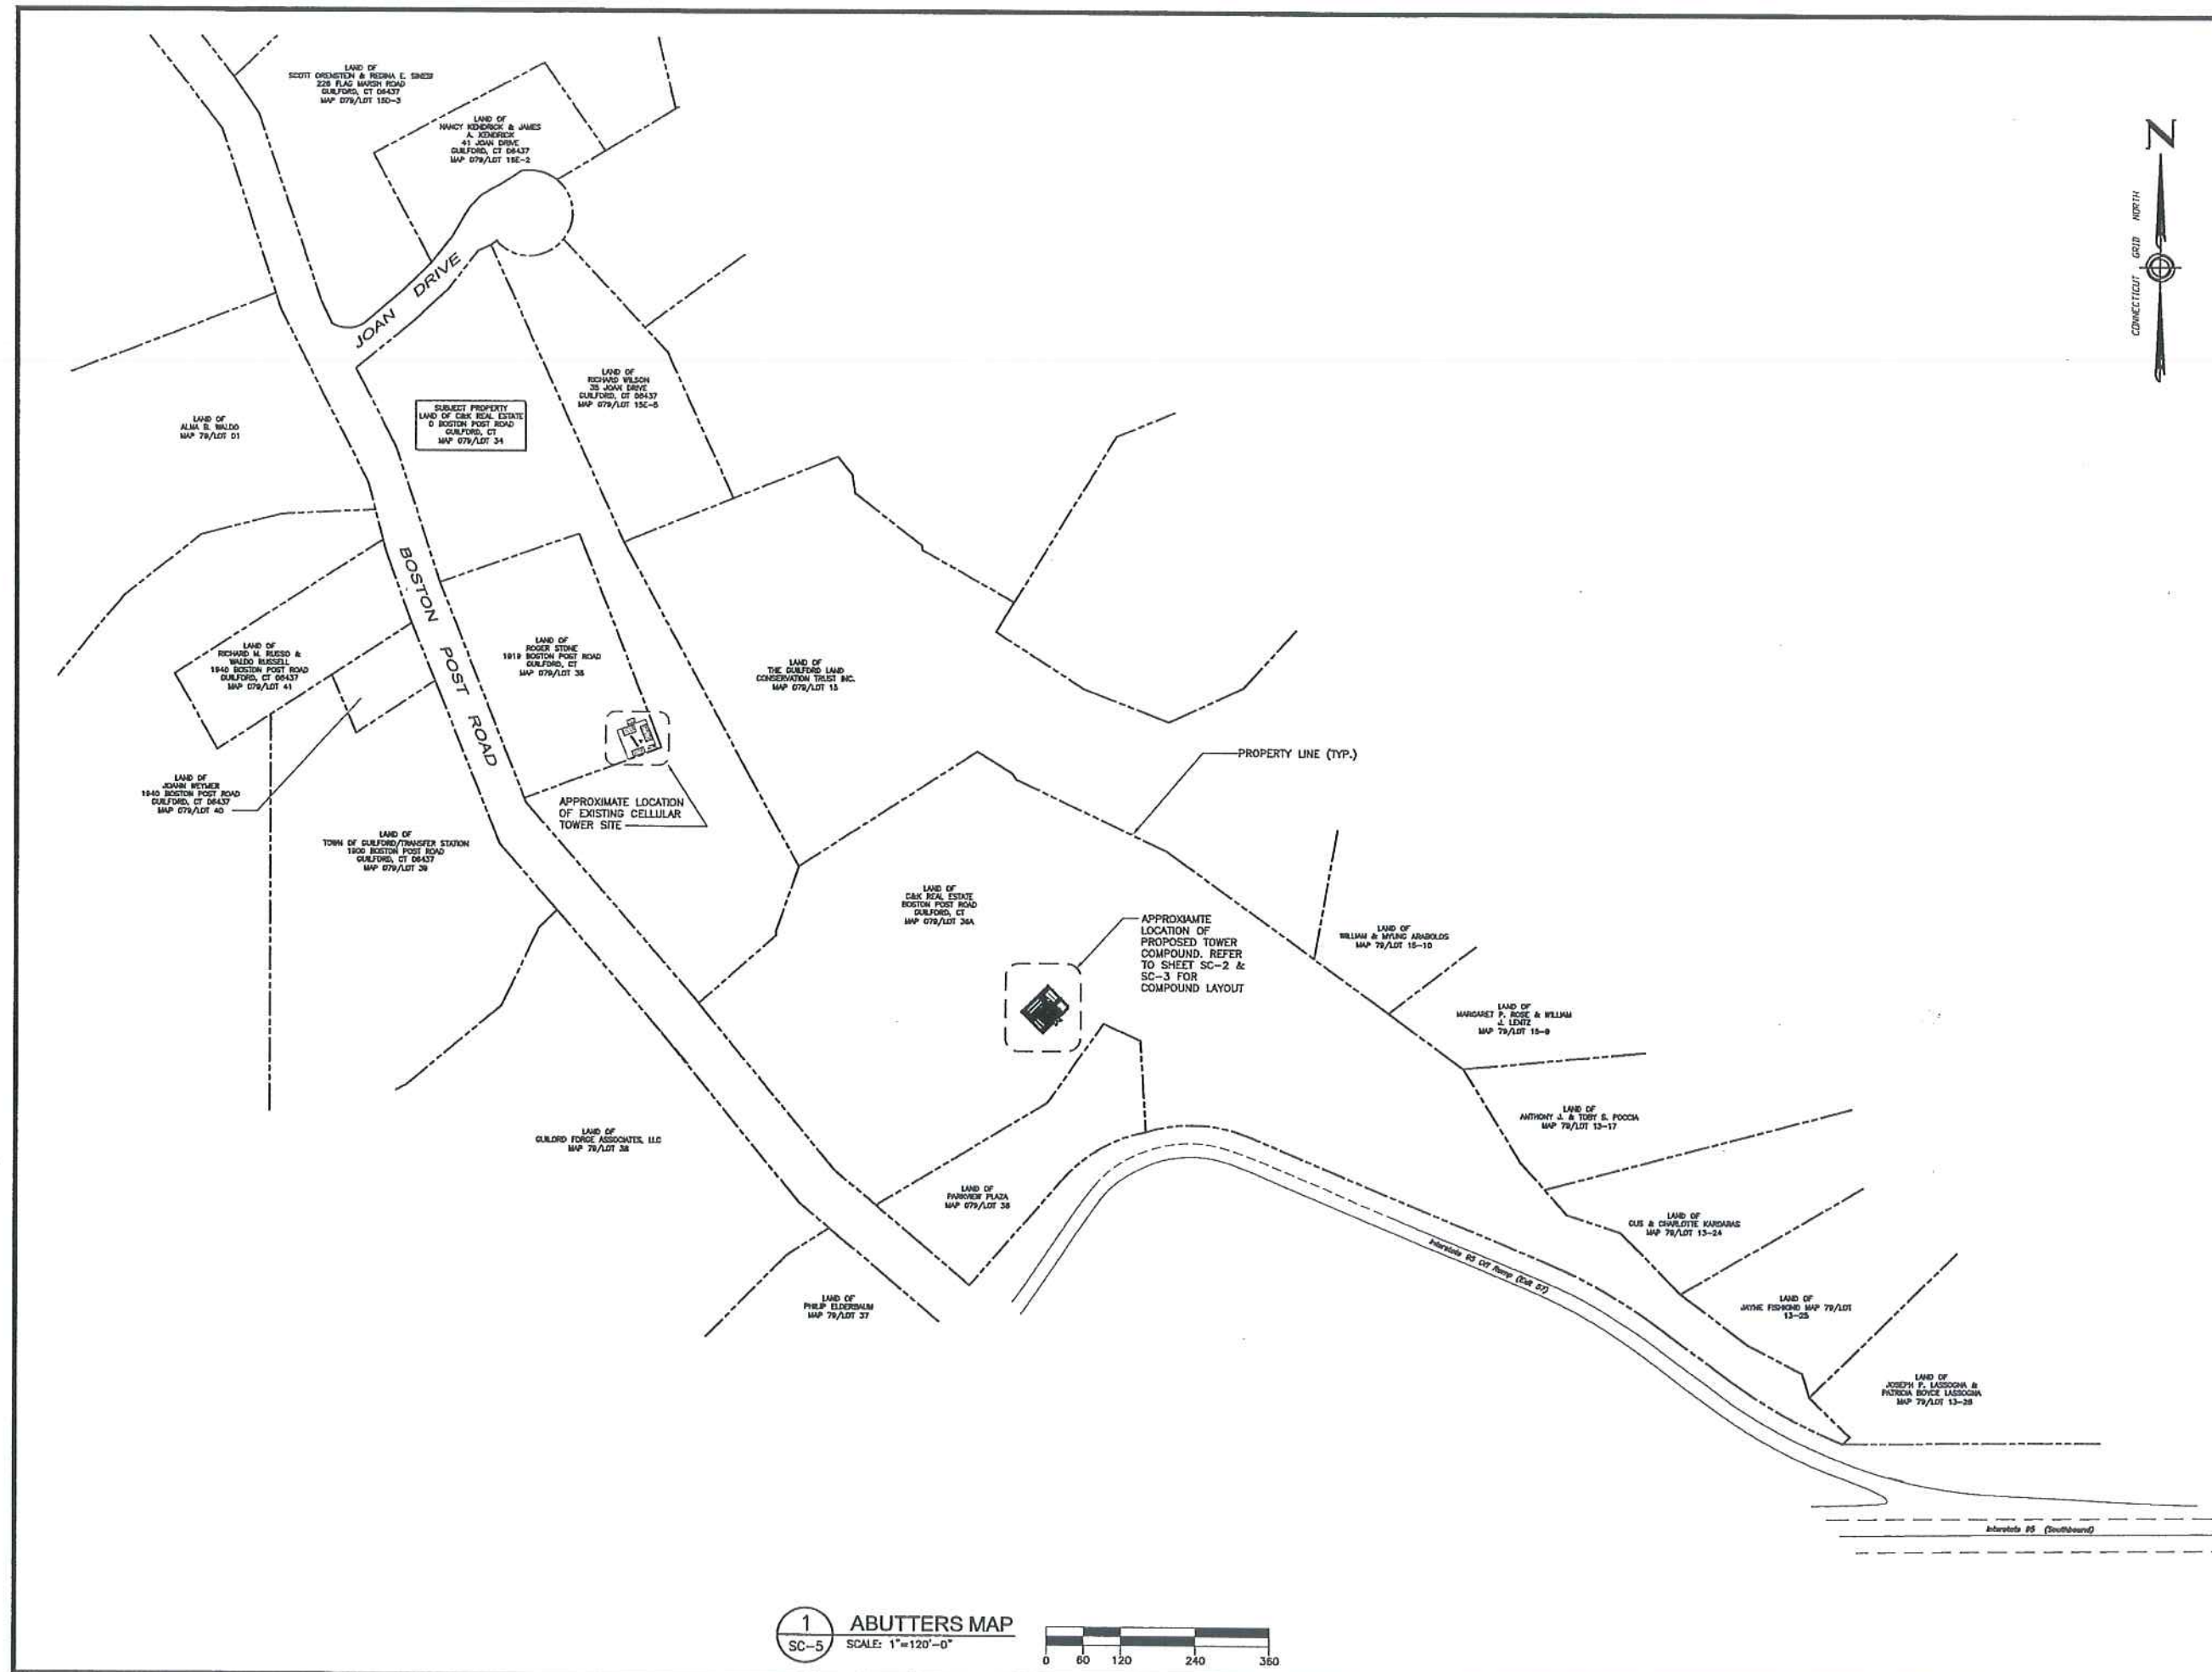 LAND OF
SCOTT ORENSTEIN & REGINA E. SINESI
228 FLAG MARSH ROAD
GUILFORD, CT 06437
MAP 079/LOT 15D-3
LAND OF
NANCY KENDRICK & JAMES
A. KENDRICK
41 JOAN DRIVE
GUILFORD, CT 06437
MAP 079/LOT 15E-2
N
CONNECTICUT GRID NORTH
JOAN DRIVE
LAND OF
RICHARD WILSON
35 JOAN DRIVE
GUILFORD, CT 06437
MAP 079/LOT
SUBJECT PROPERTY
LAND OF C&K REAL ESTATE
0 BOSTON POST ROAD
GUILFORD, CT
MAP 079/LOT 34
LAND OF
ALMA B. WALDO
MAP 79/LOT 01
BOSTON POST ROAD
LAND OF
RICHARD M. RUSSO &
WALDO RUSSELL
1940 BOSTON POST ROAD
GUILFORD, CT 06437
MAP 079/LOT 41
LAND OF
ROGER STONE
1919 BOSTON POST ROAD
GUILFORD, CT
MAP 079/LOT 35
LAND OF
THE GUILFORD LAND
CONSERVATION TRUST INC.
MAP 079/LOT 15
PROPERTY LINE (TYP.)
LAND OF
JOANN
1940 BOSTON POST ROAD
GUILFORD, CT 06437
MAP 079/LOT 40
APPROXIMATE LOCATION
OF EXISTING CELLULAR
TOWER SITE
LAND OF
TOWN OF GUILFORD/TRANSFER STATION
1900 BOSTON POST ROAD
GUILFORD, CT 06437
MAP 079/LOT 39
LAND OF
C&K REAL ESTATE
BOSTON POST ROAD
GUILFORD, CT
MAP 079/LOT 36A
APPROXIAMTE
LOCATION OF
PROPOSED TOWER
COMPOUND. REFER
TO SHEET SC-2 &
SC-3 FOR
COMPOUND LAYOUT
LAND OF
WILLIAM & MYUNG ARABOLOS
MAP 79/LOT 15-10
LAND OF
MARGARET P. ROSE & WILLIAM
J. LENTZ
MAP 79/LOT 15-9
LAND OF
ANTHONY J. & TOBY S. POCCIA
MAP 79/LOT 13-17
LAND OF
GUILORD FORGE ASSOCIATES, LLC
MAP 79/LOT 38
LAND OF
PARKVIEW PLAZA
MAP 079/LOT 36
LAND OF
GUS & CHARLOTTE KARDARAS
MAP 79/LOT 13-24
Interstate 95 Off Ramp (Exit 57)
LAND OF
PHILIP ELDERBAUM
MAP 79/LOT 37
LAND OF
JAYNE MAP 79/LOT
13-25
LAND OF
JOSEPH P. LASSOGNA &
PATRICIA BOYCE LASSOGNA
MAP 79/LOT 13-26
Interstate 95 (Southbound)
1
SC-5
ABUTTERS MAP
SCALE: 1"=120'-0"
0 60 120 240 360